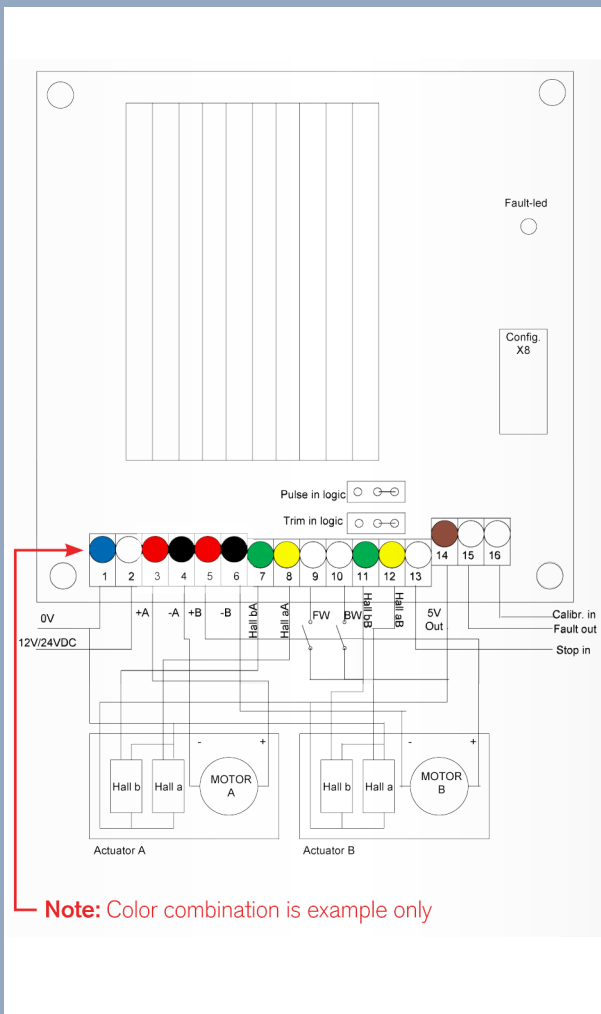 Fault-led
Config.
X8
Pulse in logic
Trim in logic
1 2 3 4 5 6 7 8 9 10 11 12 13 14 15 16
0V
12V/24VDC
+A
-A
+B
-B
Hall bA
Hall aA
FW
BW
Hall bB
Hall aB
5V
Out
Calibr. in
Fault out
Stop in
- +
- +
Hall b
Hall a
MOTOR
A
Hall b
Hall a
MOTOR
B
Actuator A
Actuator B
Note: Color combination is example only